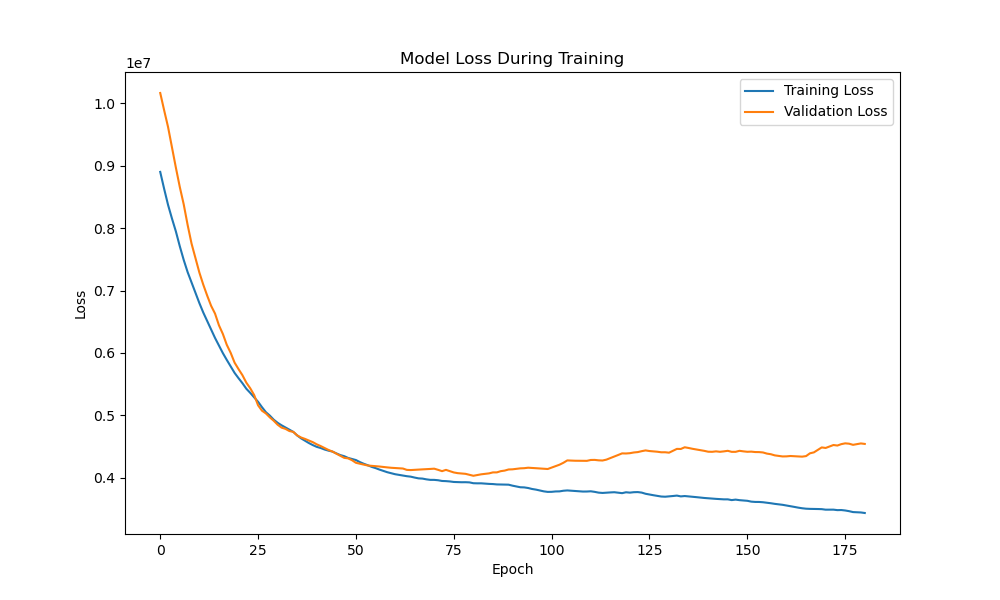 Model Loss During Training
1e7
Training Loss
Validation Loss
1.0
0.9
0.8
0.7
0.6
0.5
0.4
Loss
0 25 50 75 100 125 150 175
Epoch